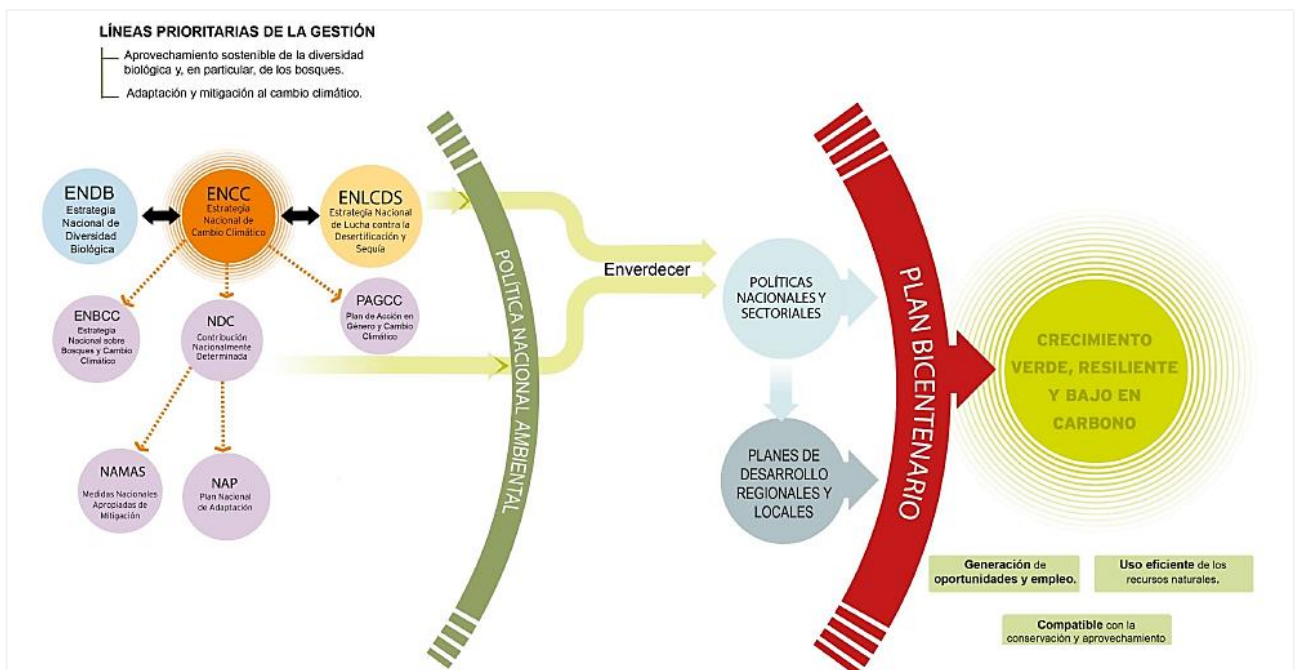 LÍNEAS PRIORITARIAS DE LA GESTIÓN
Aprovechamiento sostenible de la diversidad
biológica y, en particular, de los bosques.
Adaptación y mitigación al cambio climático.
ENDB
Estrategia
Nacional de
Diversidad
Biológica
ENCC
Estrategia
Nacional de
Cambio Climático
ENLCDS
Estrategia Nacional
de Lucha contra la
Desertificación y
Sequía
ENBCC
Estrategia
Nacional sobre
Bosques y Cambio
Climático
NDC
Contribución
Nacionalmente
Determinada
PAGCC
Plan de Acción en
Género y Cambio
Climático
NAMAS
Medidas Nacionales
Apropiadas de
Mitigación
NAP
Plan Nacional
de Adaptación
POLÍTICA NACIONAL AMBIENTAL
Enverdecer
POLÍTICAS
NACIONALES Y
SECTORIALES
PLANES DE
DESARROLLO
REGIONALES Y
LOCALES
PLAN BICENTENARIO
CRECIMIENTO
VERDE, RESILIENTE
Y BAJO EN
CARBONO
Generación de
oportunidades y empleo.
Uso eficiente de los
recursos naturales.
Compatible con la
conservación y aprovechamiento